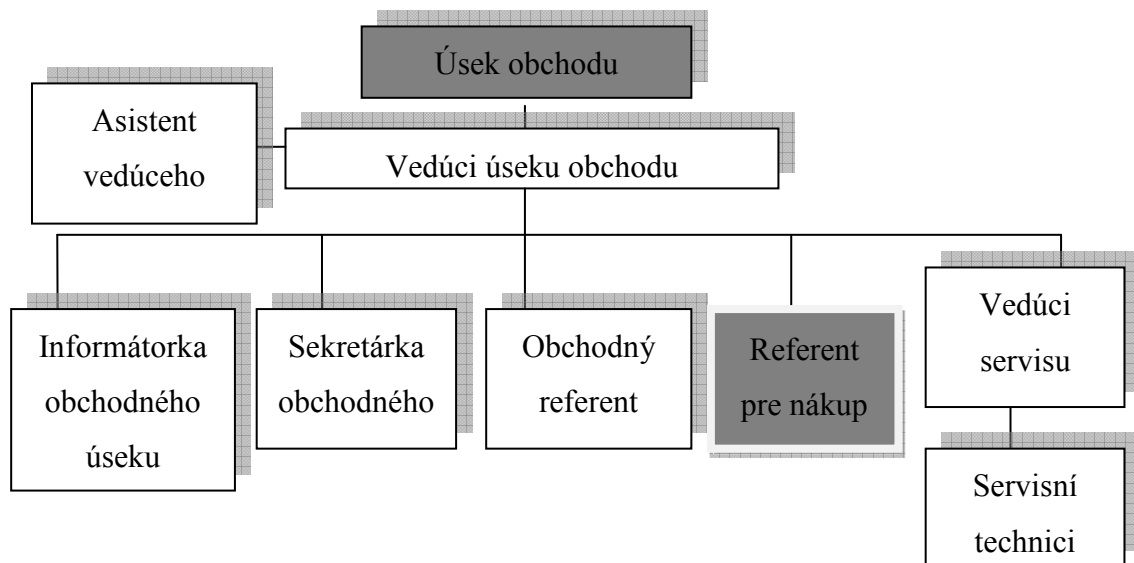 Úsek obchodu
Asistent
vedúceho
Vedúci úseku obchodu
Informátorka
obchodného
úseku
Sekretárka
obchodného
Obchodný
referent
Referent
pre nákup
Vedúci
servisu
Servisní
technici